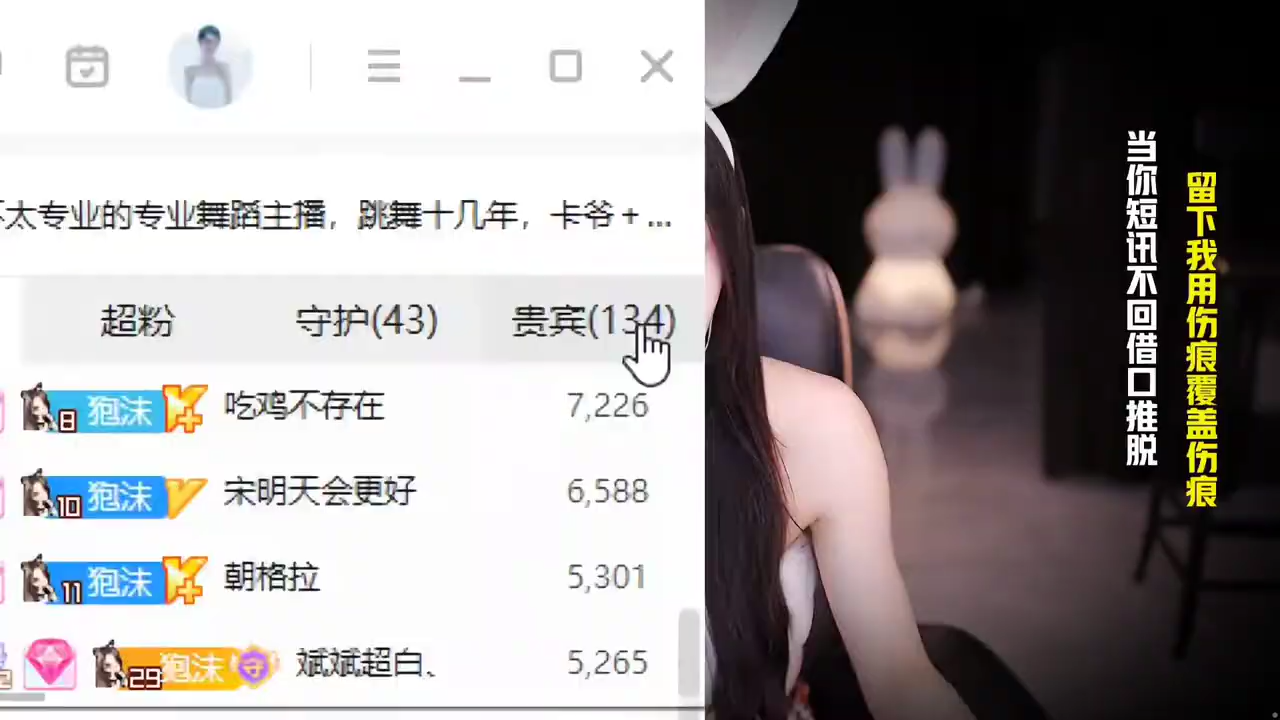 不太专业的专业舞蹈主播，跳舞十几年，卡爷＋...
超粉 守护(43) 贵宾(134)
8 狍沫 吃鸡不存在 7,226
10 狍沫 宋明天会更好 6,588
11 狍沫 朝格拉 5,301
29 狍沫 守 斌斌超白、 5,265
当你短讯不回借口推脱
留下我用伤痕覆盖伤痕